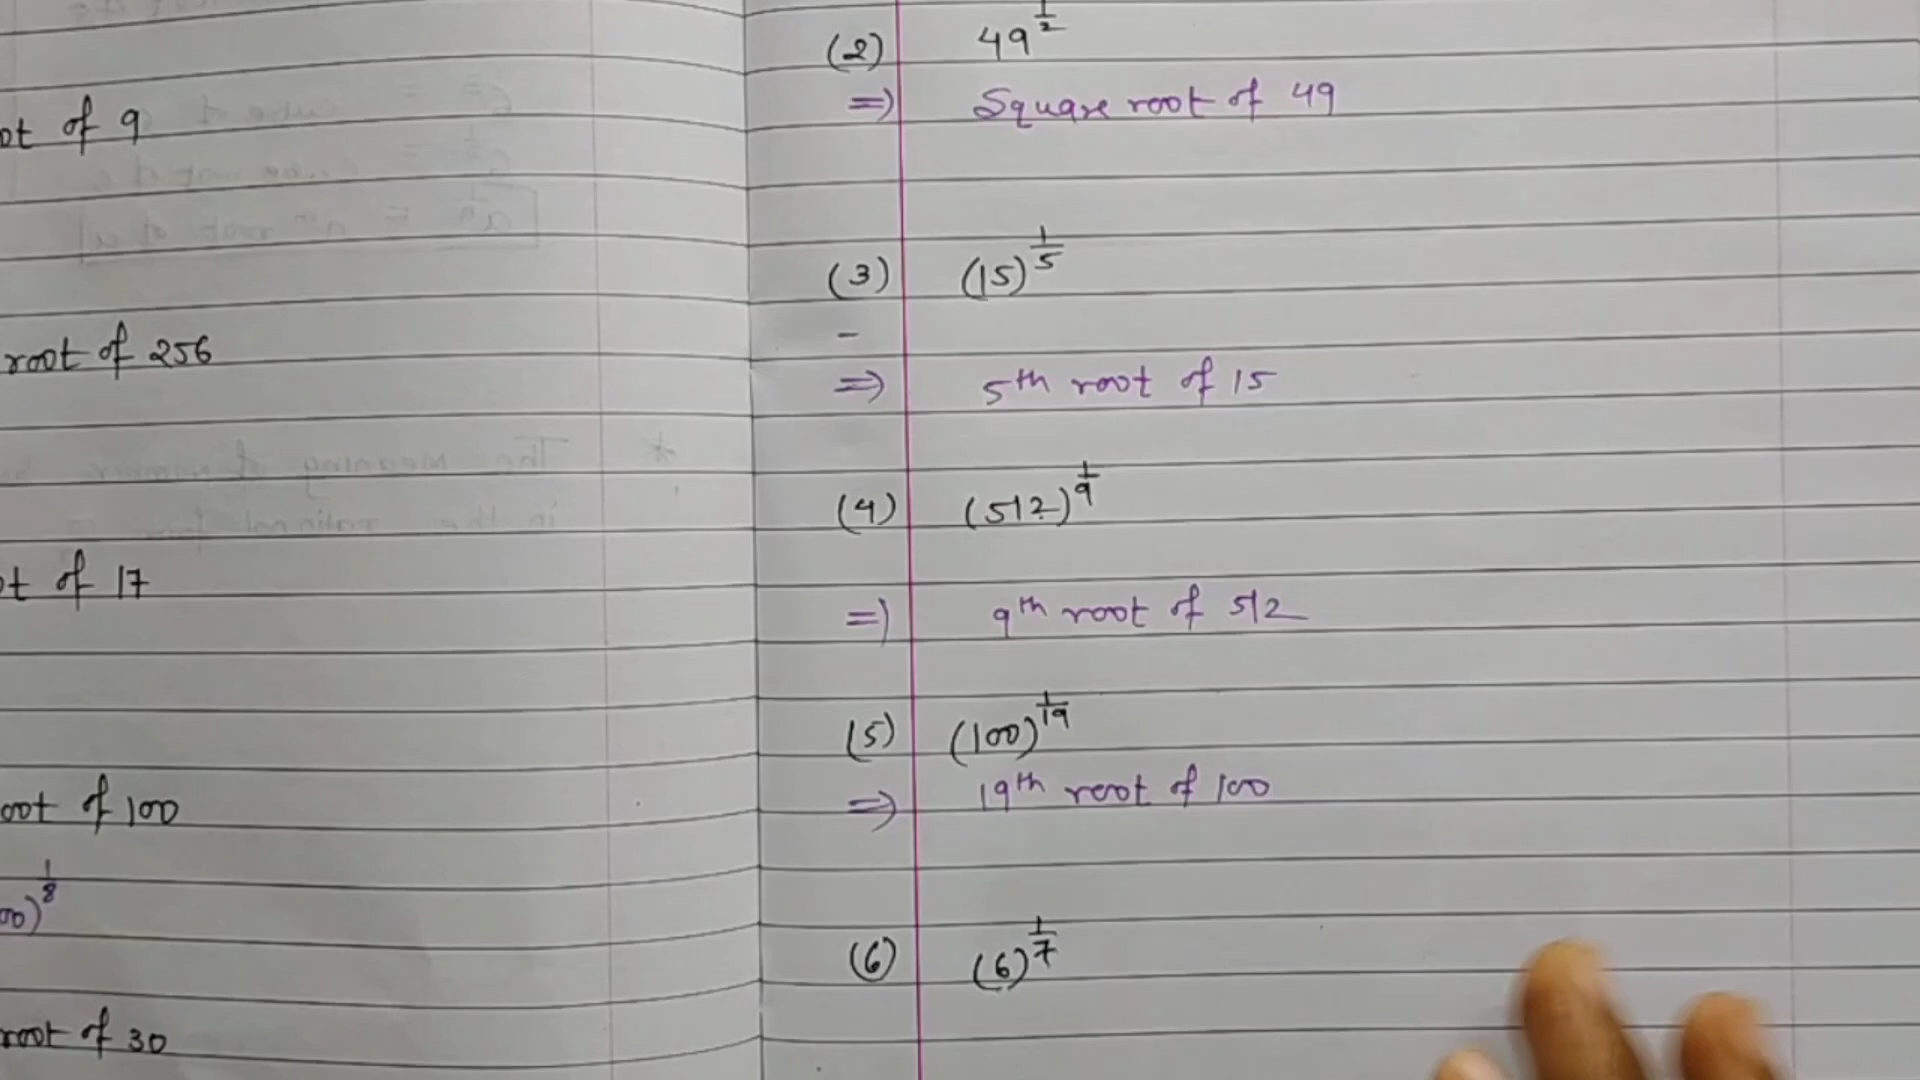 ot of 9
root of 256
ot of 17
oot of 100
00)^{1/8}
root of 30
(2) 49^{1/2}
=) Square root of 49
(3) (15)^{1/5}
-
=) 5th root of 15
(4) (512)^{1/9}
=) 9th root of 512
(5) (100)^{1/19}
=) 19th root of 100
(6) (6)^{1/7}